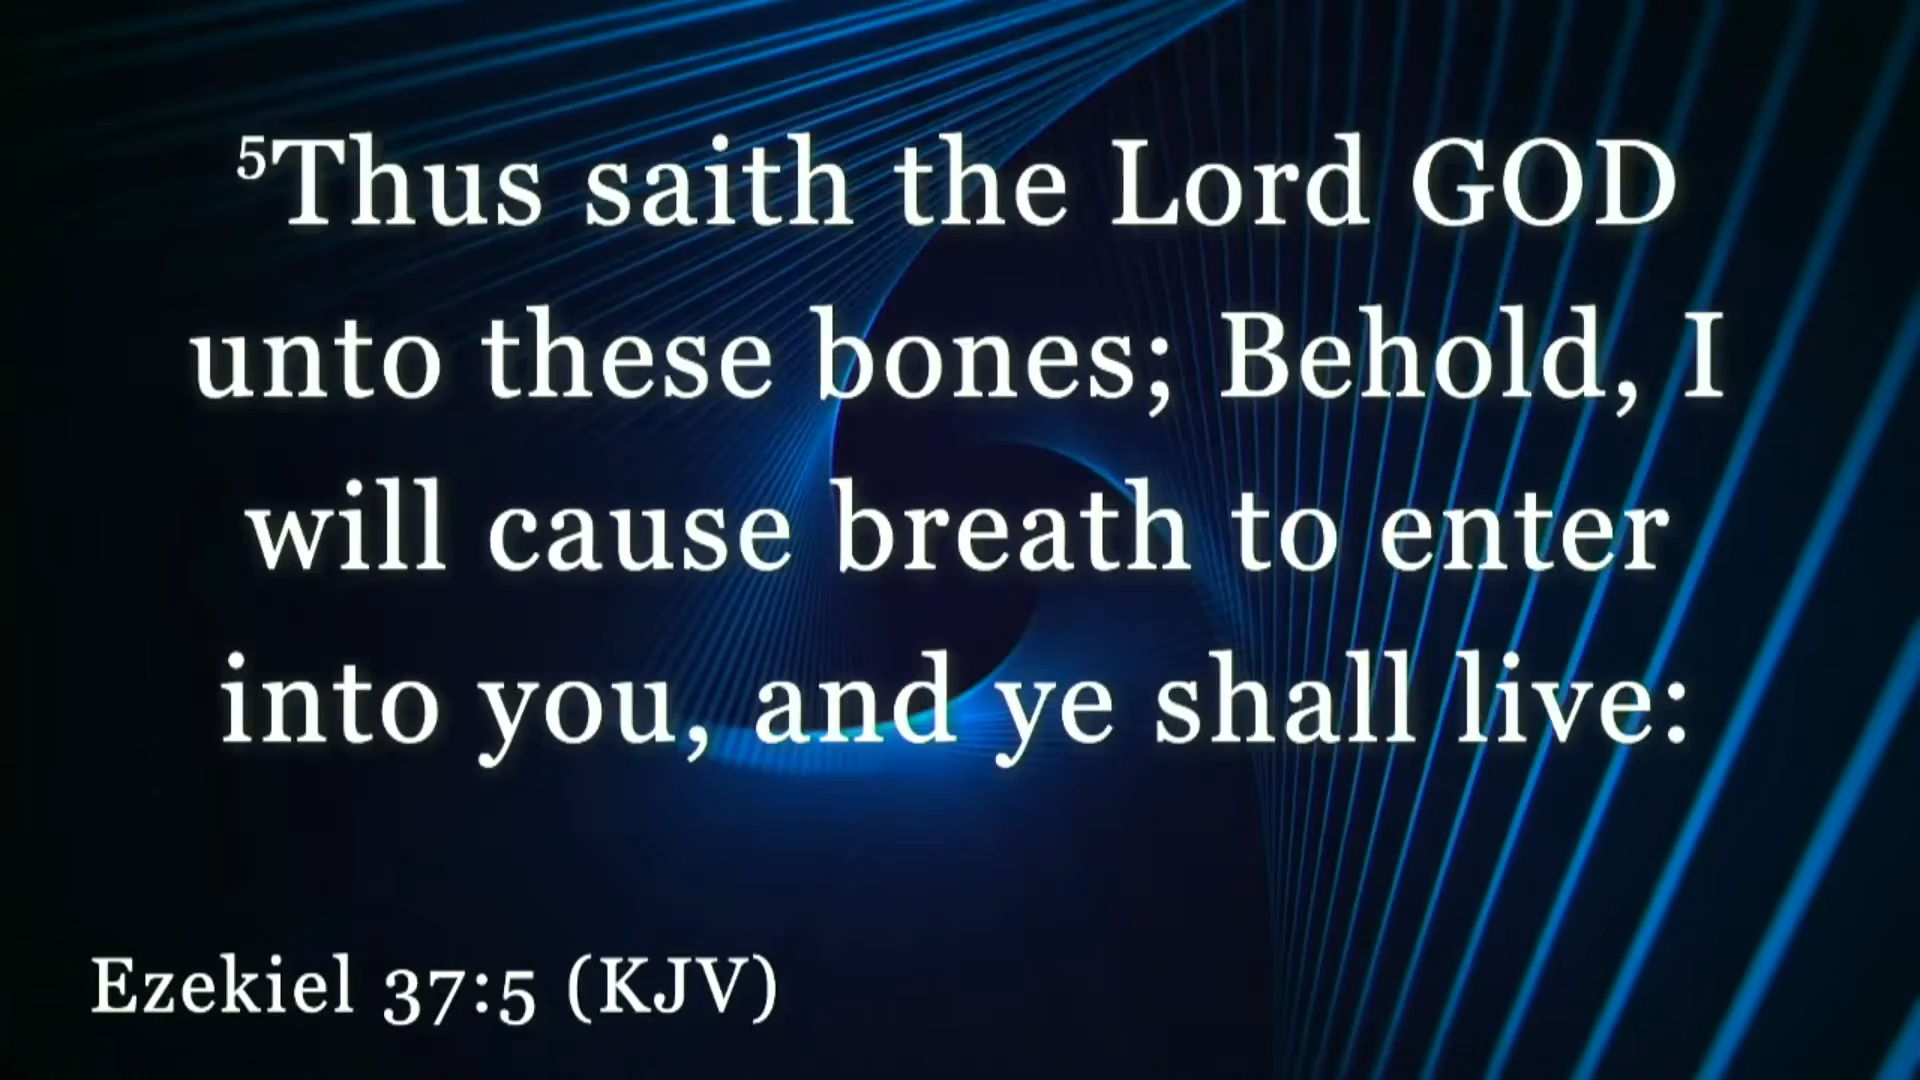 ⁵Thus saith the Lord GOD
unto these bones; Behold, I
will cause breath to enter
into you, and ye shall live:
Ezekiel 37:5 (KJV)